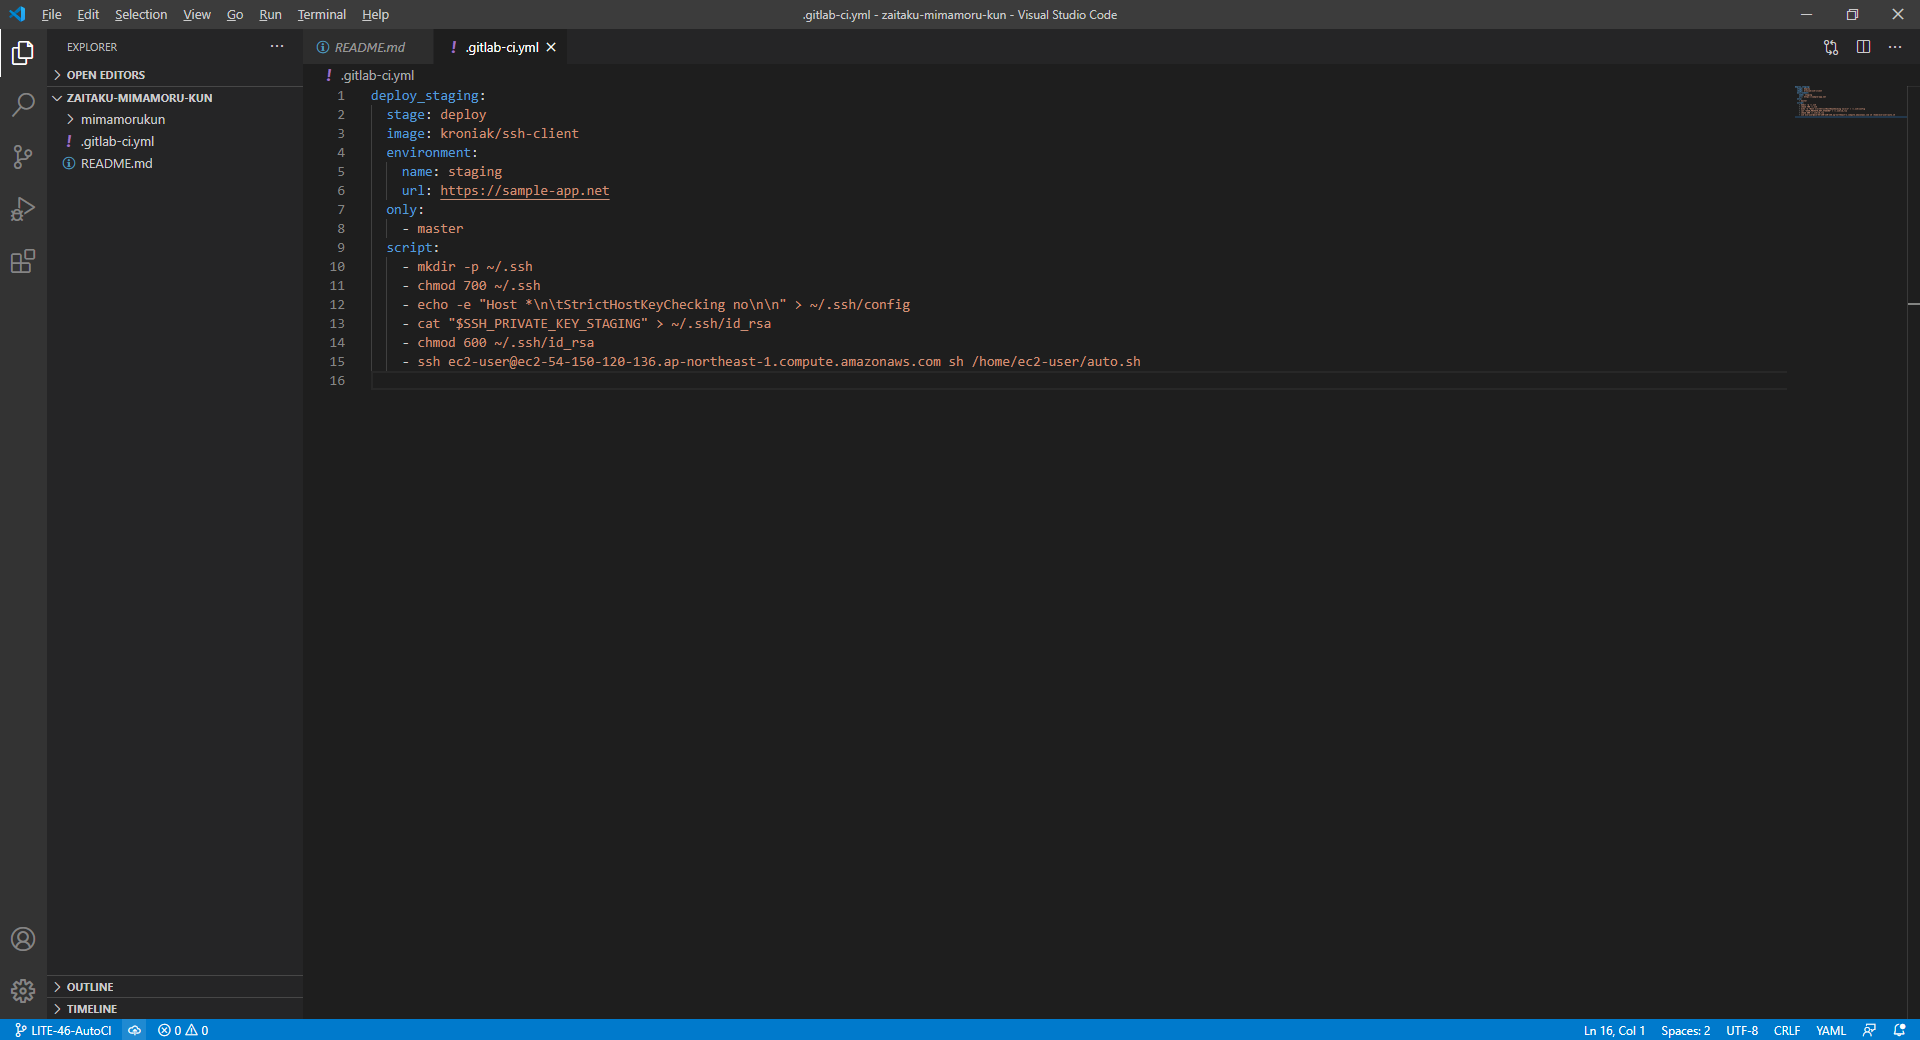 File Edit Selection View Go Run Terminal Help
.gitlab-ci.yml - zaitaku-mimamoru-kun - Visual Studio Code
EXPLORER
OPEN EDITORS
ZAITAKU-MIMAMORU-KUN
mimamorukun
! .gitlab-ci.yml
README.md
OUTLINE
TIMELINE
README.md
! .gitlab-ci.yml
! .gitlab-ci.yml
1 deploy_staging:
2 stage: deploy
3 image: kroniak/ssh-client
4 environment:
5 name: staging
6 url: https://sample-app.net
7 only:
8 - master
9 script:
10 - mkdir -p ~/.ssh
11 - chmod 700 ~/.ssh
12 - echo -e "Host *\n\tStrictHostKeyChecking no\n\n" > ~/.ssh/config
13 - cat "$SSH_PRIVATE_KEY_STAGING" > ~/.ssh/id_rsa
14 - chmod 600 ~/.ssh/id_rsa
15 - ssh ec2-user@ec2-54-150-120-136.ap-northeast-1.compute.amazonaws.com sh /home/ec2-user/auto.sh
16
LITE-46-AutoCI 0 0
Ln 16, Col 1 Spaces: 2 UTF-8 CRLF YAML